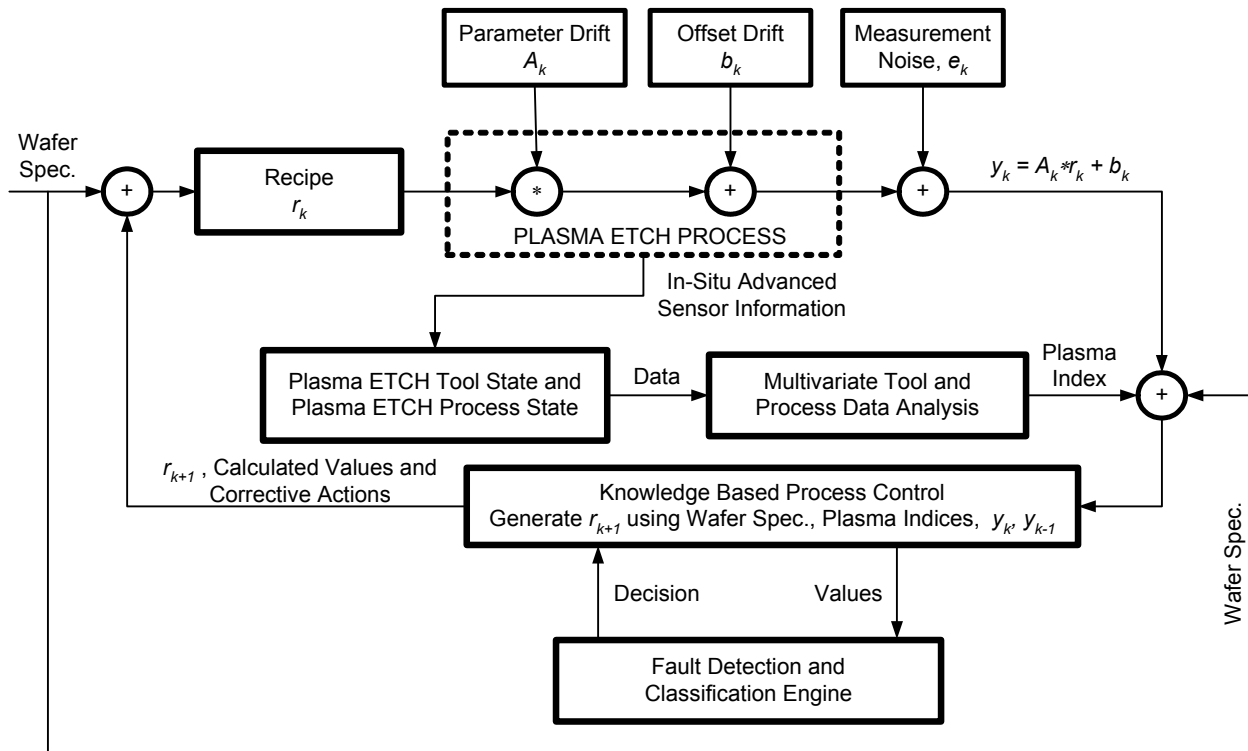 Parameter Drift
A_k
Offset Drift
b_k
Measurement
Noise, e_k
Wafer
Spec.
+
Recipe
r_k
*
+
+
y_k = A_k*r_k + b_k
PLASMA ETCH PROCESS
In-Situ Advanced
Sensor Information
Plasma ETCH Tool State and
Plasma ETCH Process State
Data
Multivariate Tool and
Process Data Analysis
Plasma
Index
+
r_{k+1} , Calculated Values and
Corrective Actions
Knowledge Based Process Control
Generate r_{k+1} using Wafer Spec., Plasma Indices, y_k, y_{k-1}
Wafer Spec.
Decision
Values
Fault Detection and
Classification Engine